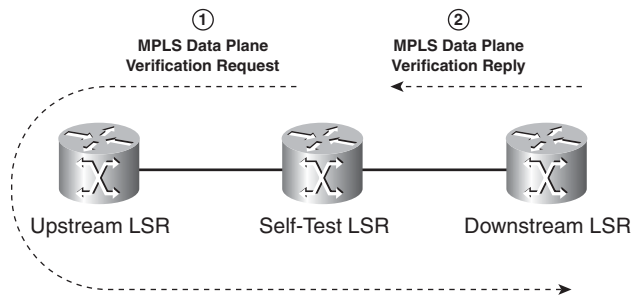 1
MPLS Data Plane
Verification Request
2
MPLS Data Plane
Verification Reply
Upstream LSR
Self-Test LSR
Downstream LSR